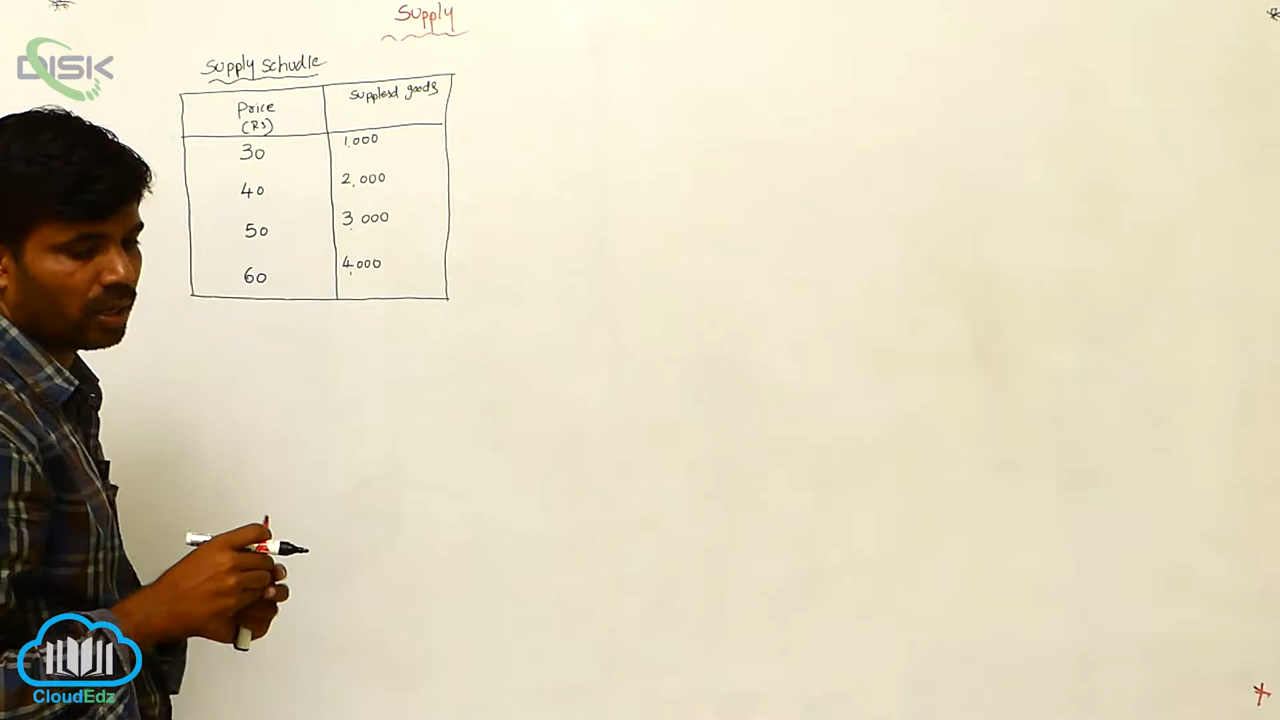 Supply
DISK
Supply Schudle
Price
(Rs)
Supplesd goods
30
1,000
40
2,000
50
3,000
60
4,000
CloudEdz